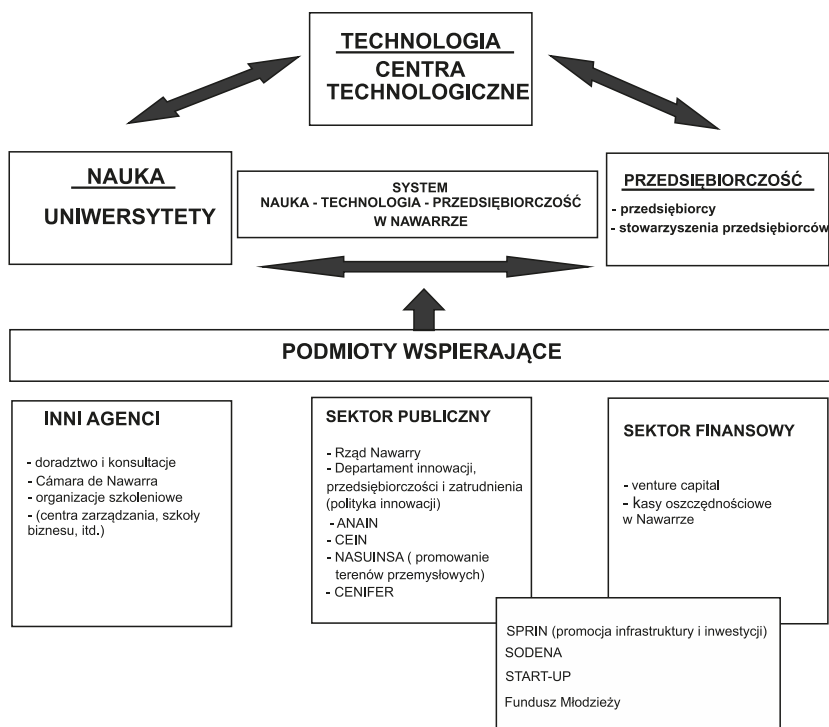 TECHNOLOGIA
CENTRA
TECHNOLOGICZNE
NAUKA
UNIWERSYTETY
SYSTEM
NAUKA - TECHNOLOGIA - PRZEDSIĘBIORCZOŚĆ
W NAWARRZE
PRZEDSIĘBIORCZOŚĆ
- przedsiębiorcy
- stowarzyszenia przedsiębiorców
PODMIOTY WSPIERAJĄCE
INNI AGENCI
- doradztwo i konsultacje
- Cámara de Navarra
- organizacje szkoleniowe
- (centra zarządzania, szkoły
biznesu, itd.)
SEKTOR PUBLICZNY
- Rząd Nawarry
- Departament innowacji,
przedsiębiorczości i zatrudnienia
(polityka innowacji)
- ANAIN
- CEIN
- NASUINSA ( promowanie
terenów przemysłowych)
- CENIFER
SEKTOR FINANSOWY
- venture capital
- Kasy oszczędnościowe
w Nawarrze
SPRIN (promocja infrastruktury i inwestycji)
SODENA
START-UP
Fundusz Młodzieży